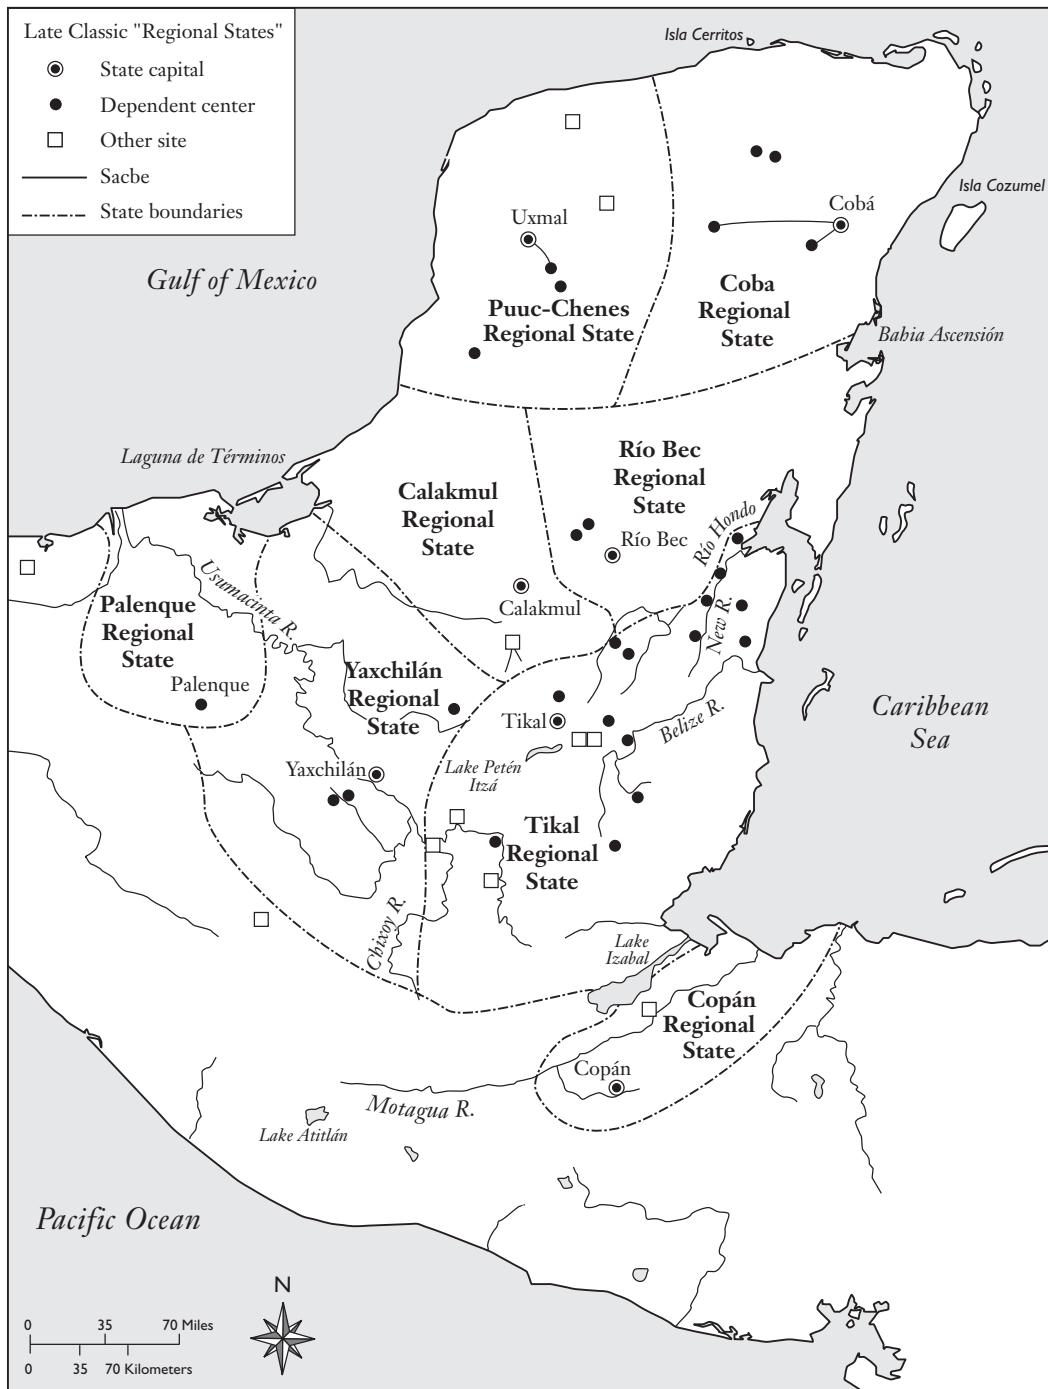 Late Classic "Regional States"
State capital
Dependent center
Other site
Sacbe
State boundaries
Isla Cerritos
Isla Cozumel
Cobá
Uxmal
Gulf of Mexico
Puuc-Chenes
Regional State
Coba
Regional
State
Bahia Ascensión
Laguna de Términos
Calakmul
Regional
State
Río Bec
Regional
State
Río Hondo
Río Bec
Calakmul
Usumacinta R.
New R.
Palenque
Regional
State
Palenque
Yaxchilán
Regional
State
Tikal
Belize R.
Caribbean
Sea
Lake Petén
Itzá
Yaxchilán
Tikal
Regional
State
Chixoy R.
Lake
Izabal
Copán
Regional
State
Copán
Motagua R.
Lake Atitlán
Pacific Ocean
N
0 35 70 Miles
0 35 70 Kilometers